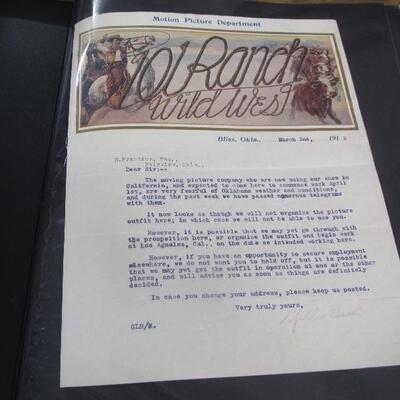 Motion Picture Department
101 Ranch
Wild West
Bliss, Okla., March 2nd, 191
Fairview, Okla.,
Dear Sir:--
The moving picture company who are now using our show in
California, and expected to come here to commence work April
1st, are very fearful of Oklahoma weather and conditions,
and during the past week we have passed numerous telegrams
with them.
It now looks as though we will not organize the picture
outfit here; in which case we will not be able to use you.
However, it is possible that we may yet go through with
the proposition here, or organize the outfit and begin work
at Los Agnales, Cal., on the date we intended working here.
However, if you have an opportunity to secure employment
elsewhere, we do not want you to hold off, but it is possible
that we may yet get the outfit in operation at one or the other
places, and will advise you as soon as things are definitely
decided.
In case you change your address, please keep us posted.
Very truly yours,
GLM/M.